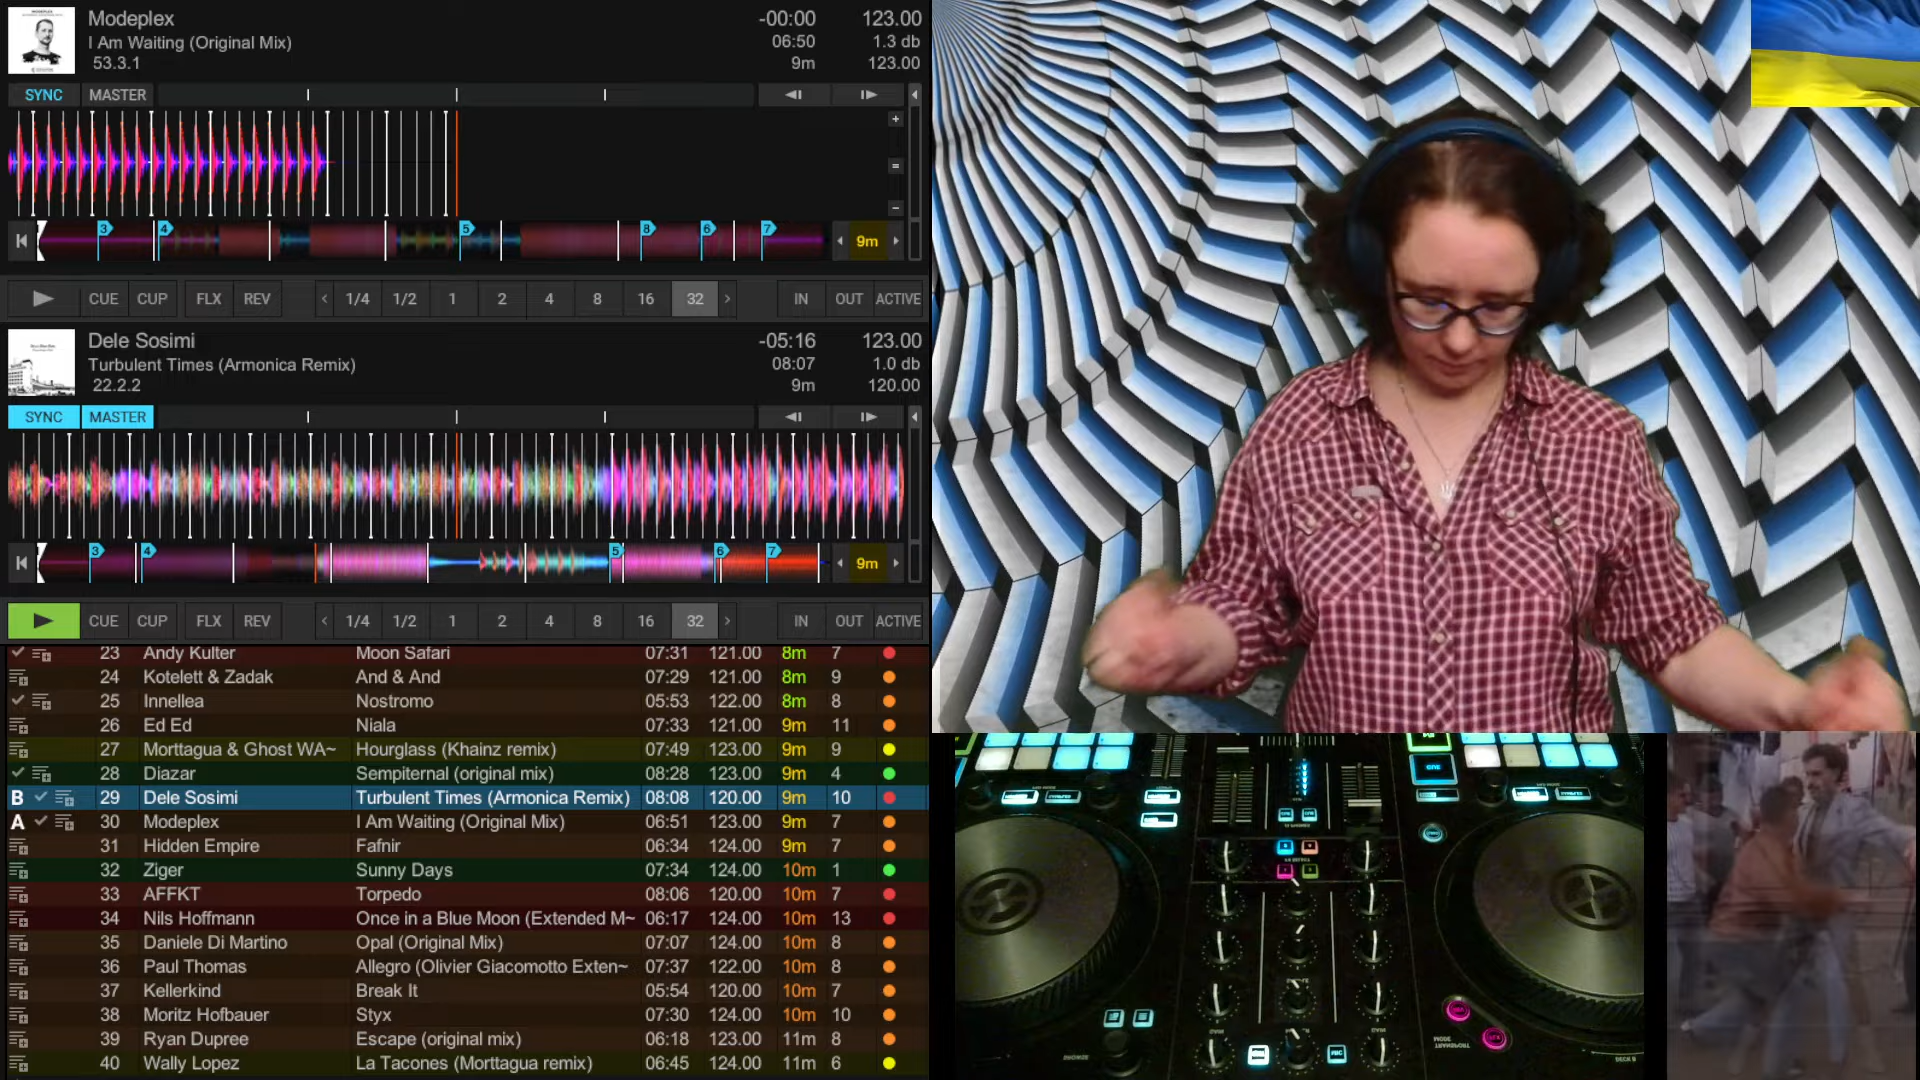 Modeplex -00:00 123.00
I Am Waiting (Original Mix) 06:50 1.3 db
53.3.1 9m 123.00
SYNC MASTER
3 4 5 8 6 7 9m
CUE CUP FLX REV 1/4 1/2 1 2 4 8 16 32 IN OUT ACTIVE
Dele Sosimi -05:16 123.00
Turbulent Times (Armonica Remix) 08:07 1.0 db
22.2.2 9m 120.00
SYNC MASTER
3 4 5 6 7 9m
CUE CUP FLX REV 1/4 1/2 1 2 4 8 16 32 IN OUT ACTIVE
23 Andy Kulter Moon Safari 07:31 121.00 8m 7
24 Kotelett & Zadak And & And 07:29 121.00 8m 9
25 Innellea Nostromo 05:53 122.00 8m 8
26 Ed Ed Niala 07:33 121.00 9m 11
27 Morttagua & Ghost WA~ Hourglass (Khainz remix) 07:49 123.00 9m 9
28 Diazar Sempiternal (original mix) 08:28 123.00 9m 4
B 29 Dele Sosimi Turbulent Times (Armonica Remix) 08:08 120.00 9m 10
A 30 Modeplex I Am Waiting (Original Mix) 06:51 123.00 9m 7
31 Hidden Empire Fafnir 06:34 124.00 9m 7
32 Ziger Sunny Days 07:34 124.00 10m 1
33 AFFKT Torpedo 08:06 120.00 10m 7
34 Nils Hoffmann Once in a Blue Moon (Extended M~ 06:17 124.00 10m 13
35 Daniele Di Martino Opal (Original Mix) 07:07 124.00 10m 8
36 Paul Thomas Allegro (Olivier Giacomotto Exten~ 07:37 122.00 10m 8
37 Kellerkind Break It 05:54 120.00 10m 7
38 Moritz Hofbauer Styx 07:30 124.00 10m 10
39 Ryan Dupree Escape (original mix) 06:18 123.00 11m 8
40 Wally Lopez La Tacones (Morttagua remix) 06:45 124.00 11m 6